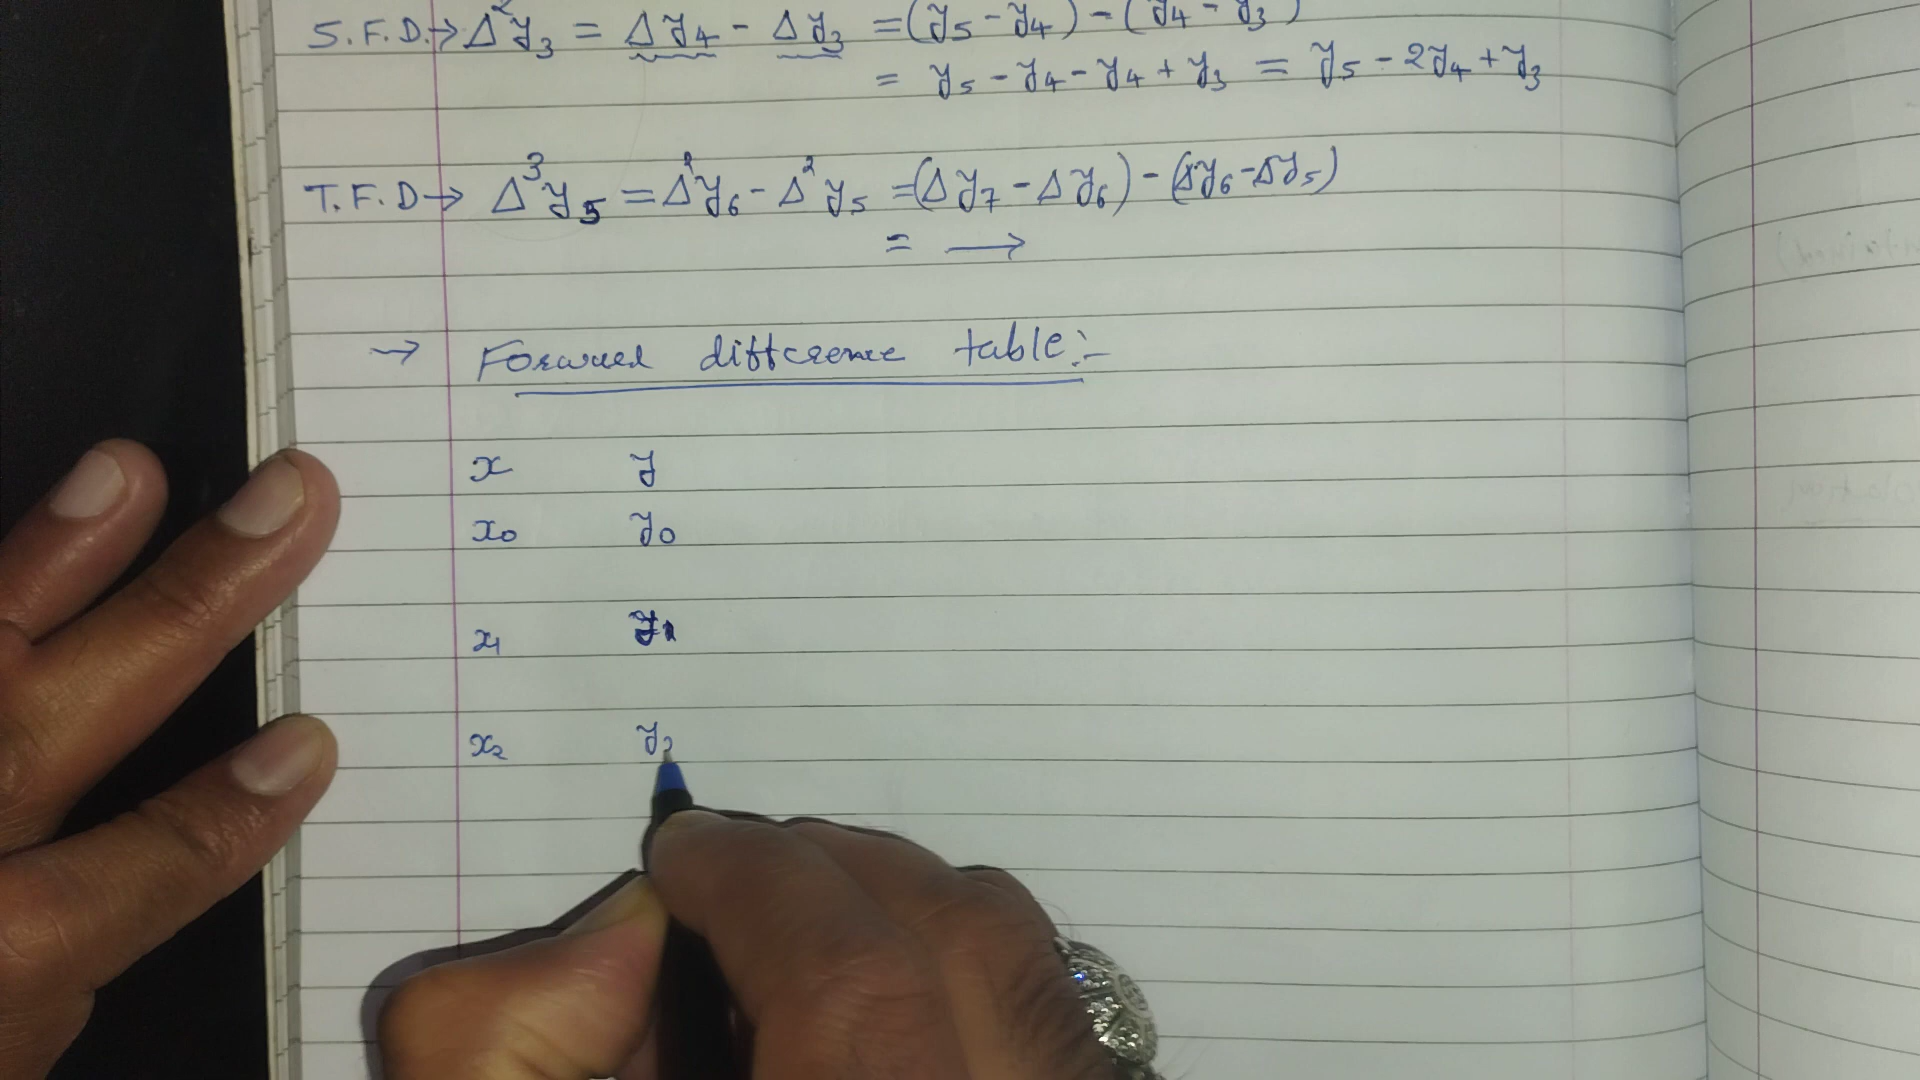 S.F.D.→ Δ²y₃ = Δy₄ - Δy₃ = (y₅ - y₄) - (y₄ - y₃)
= y₅ - y₄ - y₄ + y₃ = y₅ - 2y₄ + y₃
T.F.D → Δ³y₅ = Δ²y₆ - Δ²y₅ = (Δy₇ - Δy₆) - (Δy₆ - Δy₅)
= →
→ Forward difference table:-
x y
x₀ y₀
x₁ y₁
x₂ y₂